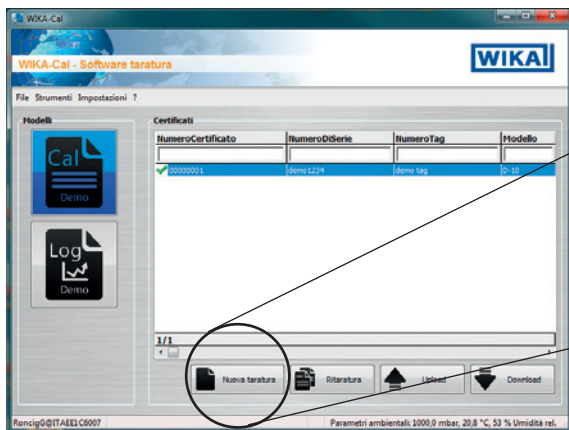 WIKA-Cal
WIKA-Cal - Software taratura
WIKA
File Strumenti Impostazioni ?
Modelli
Certificati
NumeroCertificato NumeroDiSerie NumeroTag Modello
00000001 demo1234 demo tag D-10
Cal
Demo
Log
Demo
1/1
Nuova taratura Ritaratura Upload Download
RoncigG@ITAEE1C6007 Parametri ambientali: 1000,0 mbar, 20,8 °C, 53 % Umidità rel.